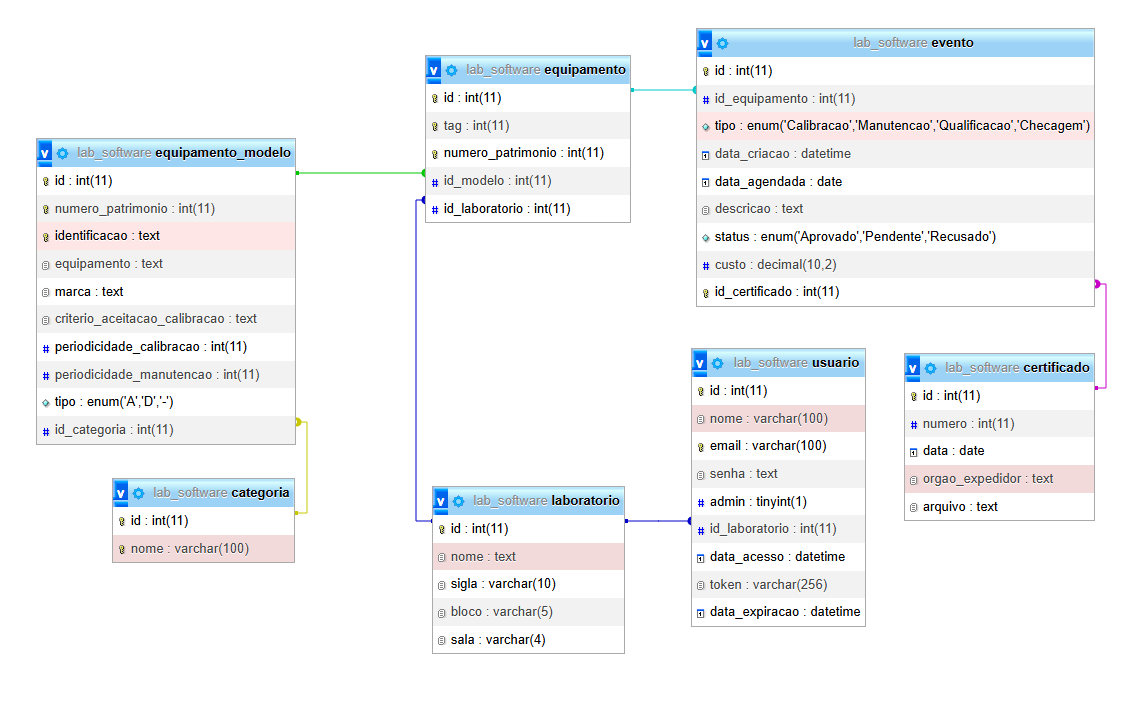 lab_software equipamento_modelo
id : int(11)
numero_patrimonio : int(11)
identificacao : text
equipamento : text
marca : text
criterio_aceitacao_calibracao : text
periodicidade_calibracao : int(11)
periodicidade_manutencao : int(11)
tipo : enum('A','D','-')
id_categoria : int(11)
lab_software categoria
id : int(11)
nome : varchar(100)
lab_software equipamento
id : int(11)
tag : int(11)
numero_patrimonio : int(11)
id_modelo : int(11)
id_laboratorio : int(11)
lab_software laboratorio
id : int(11)
nome : text
sigla : varchar(10)
bloco : varchar(5)
sala : varchar(4)
lab_software evento
id : int(11)
id_equipamento : int(11)
tipo : enum('Calibracao','Manutencao','Qualificacao','Checagem')
data_criacao : datetime
data_agendada : date
descricao : text
status : enum('Aprovado','Pendente','Recusado')
custo : decimal(10,2)
id_certificado : int(11)
lab_software usuario
id : int(11)
nome : varchar(100)
email : varchar(100)
senha : text
admin : tinyint(1)
id_laboratorio : int(11)
data_acesso : datetime
token : varchar(256)
data_expiracao : datetime
lab_software certificado
id : int(11)
numero : int(11)
data : date
orgao_expedidor : text
arquivo : text